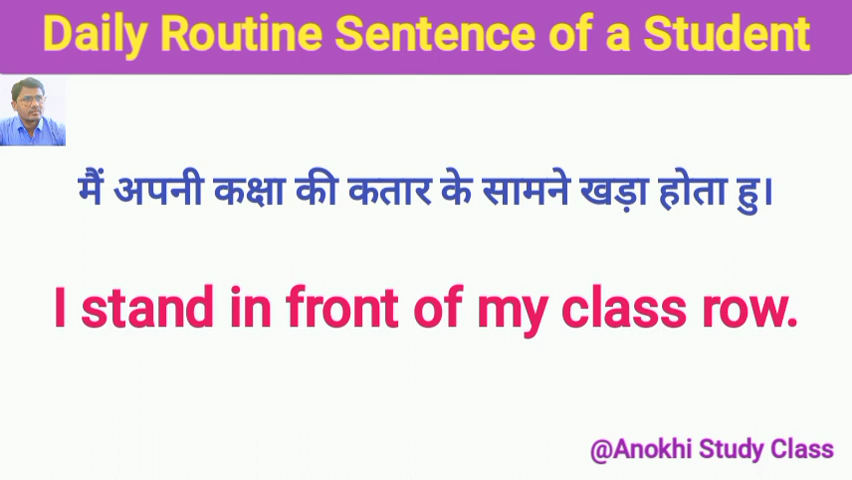 Daily Routine Sentence of a Student
मैं अपनी कक्षा की कतार के सामने खड़ा होता हु।
I stand in front of my class row.
@Anokhi Study Class